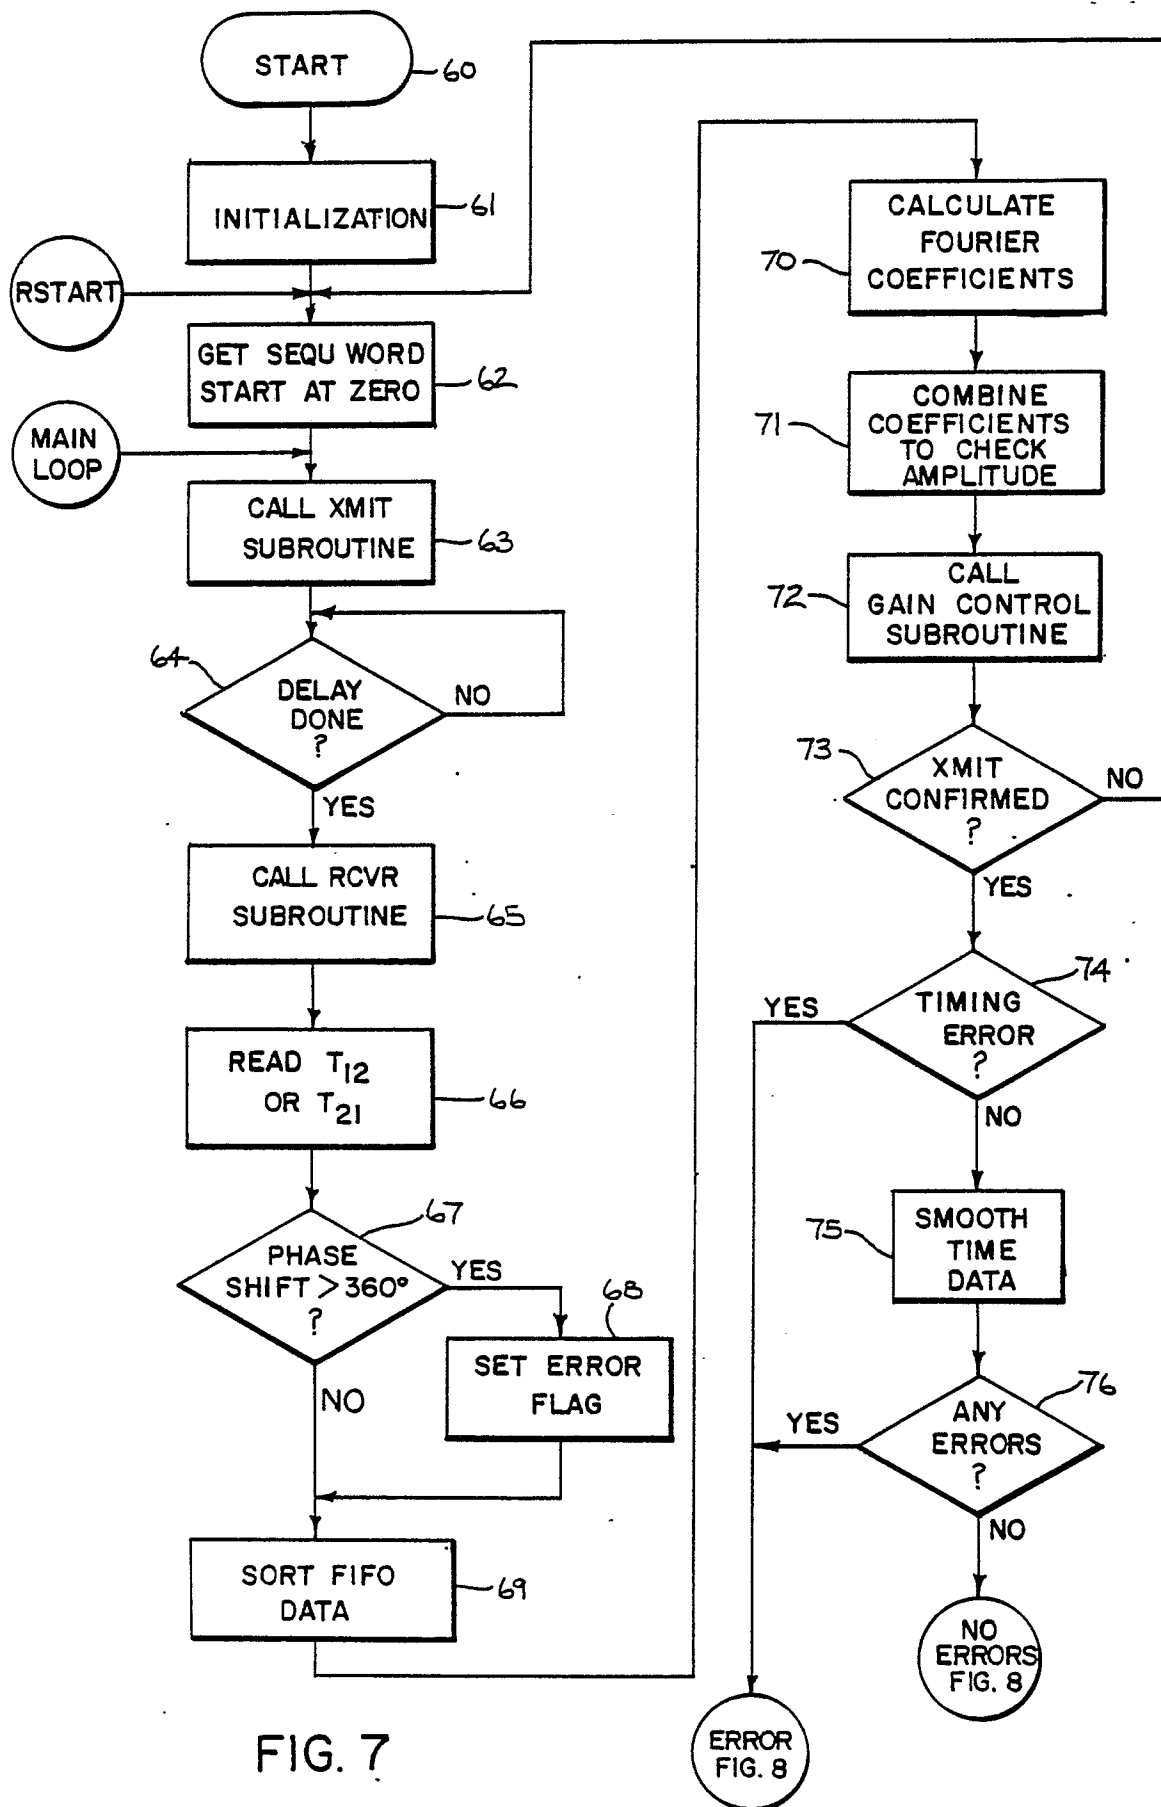 START
60
INITIALIZATION
61
RSTART
GET SEQU WORD
START AT ZERO
62
MAIN
LOOP
CALL XMIT
SUBROUTINE
63
64
DELAY
DONE
?
NO
YES
CALL RCVR
SUBROUTINE
65
READ T12
OR T21
66
67
PHASE
SHIFT > 360°
?
YES
NO
68
SET ERROR
FLAG
SORT FIFO
DATA
69
CALCULATE
FOURIER
COEFFICIENTS
70
COMBINE
COEFFICIENTS
TO CHECK
AMPLITUDE
71
CALL
GAIN CONTROL
SUBROUTINE
72
73
XMIT
CONFIRMED
?
NO
YES
74
TIMING
ERROR
?
YES
NO
75
SMOOTH
TIME
DATA
76
ANY
ERRORS
?
YES
NO
NO
ERRORS
FIG. 8
ERROR
FIG. 8
FIG. 7